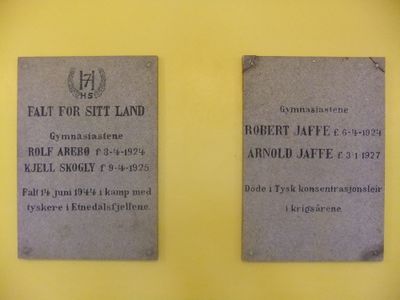 H7
HS
FALT FOR SITT LAND
Gymnasiastene
ROLF AREBØ f 3-4-1924
KJELL SKOGLY f 9-4-1925
Falt 14 juni 1944 i kamp med
tyskere i Etnedalsfjellene.
Gymnasiastene
ROBERT JAFFE f. 6-4-1924
ARNOLD JAFFE f. 3-1 1927
Døde i Tysk konsentrasjonsleir
i krigsårene.